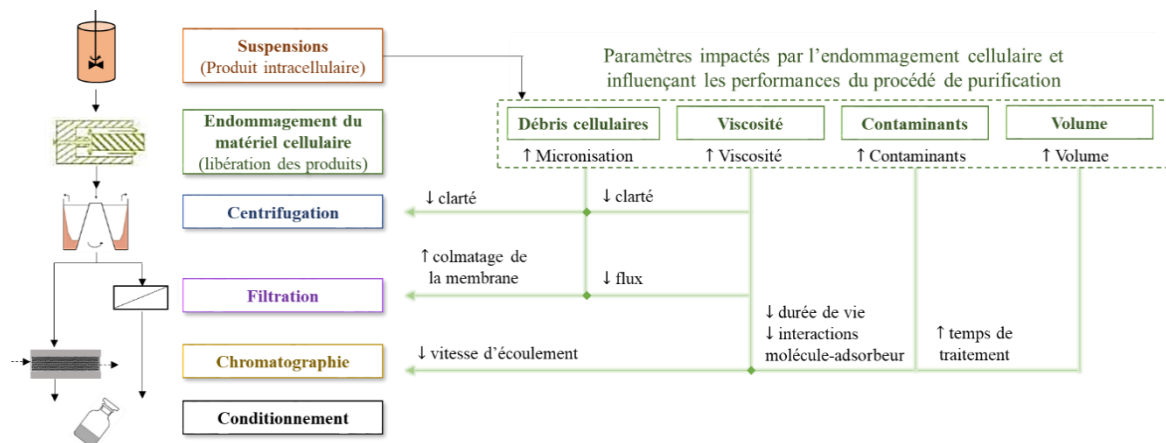 Suspensions
(Produit intracellulaire)
Paramètres impactés par l'endommagement cellulaire et
influençant les performances du procédé de purification
Endommagement du
matériel cellulaire
(libération des produits)
Débris cellulaires
Viscosité
Contaminants
Volume
↑ Micronisation
↑ Viscosité
↑ Contaminants
↑ Volume
Centrifugation
↓ clarté
↓ clarté
Filtration
↑ colmatage de
la membrane
↓ flux
Chromatographie
↓ vitesse d'écoulement
↓ durée de vie
↓ interactions
molécule-adsorbeur
↑ temps de
traitement
Conditionnement